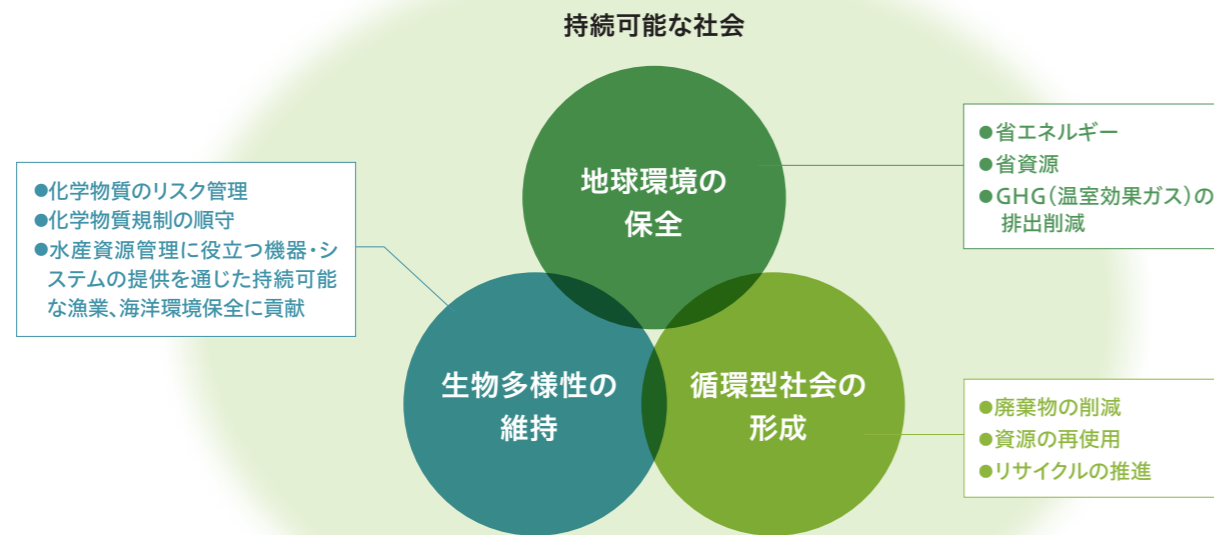 持続可能な社会
地球環境の
保全
●省エネルギー
●省資源
●GHG(温室効果ガス)の
排出削減
●化学物質のリスク管理
●化学物質規制の順守
●水産資源管理に役立つ機器・シ
ステムの提供を通じた持続可能
な漁業、海洋環境保全に貢献
生物多様性の
維持
循環型社会の
形成
●廃棄物の削減
●資源の再使用
●リサイクルの推進